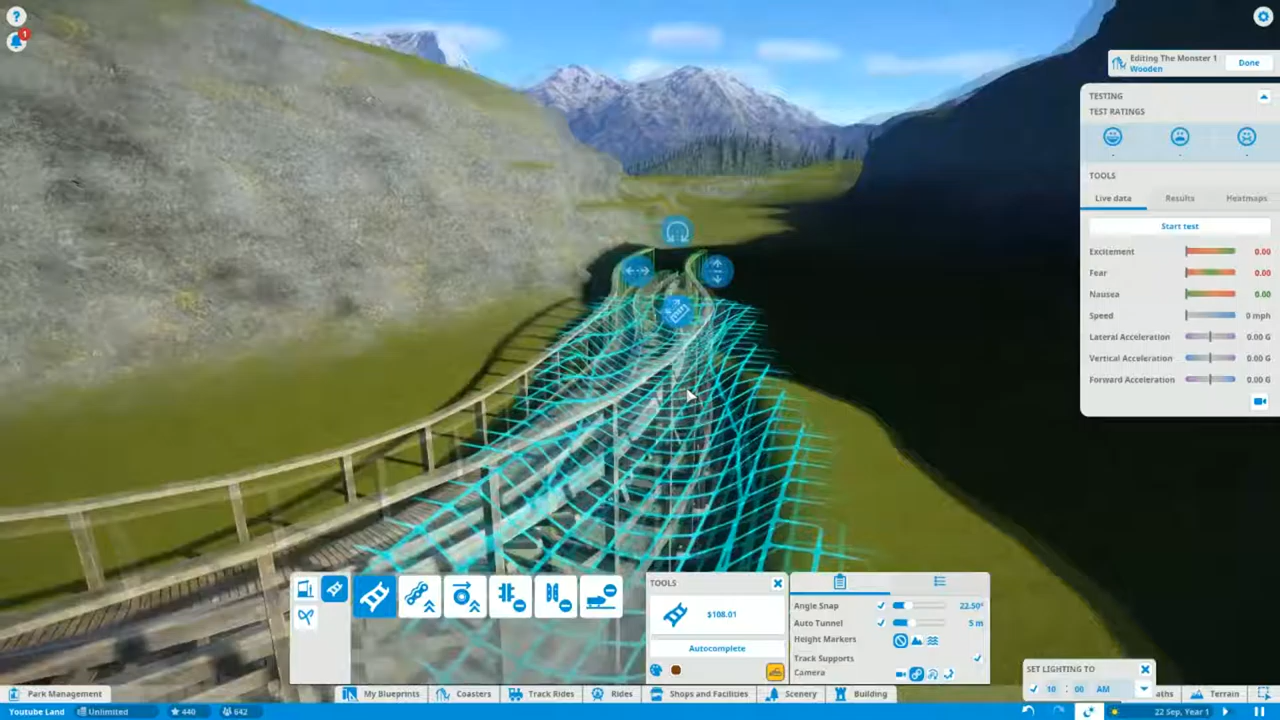 ?
1
Editing The Monster 1
Wooden
Done
TESTING
TEST RATINGS
- - -
TOOLS
Live data Results Heatmaps
Start test
Excitement 0.00
Fear 0.00
Nausea 0.00
Speed 0 mph
Lateral Acceleration 0.00 G
Vertical Acceleration 0.00 G
Forward Acceleration 0.00 G
TOOLS
$108.01
Autocomplete
Angle Snap 22.50°
Auto Tunnel 5 m
Height Markers
Track Supports
Camera
SET LIGHTING TO
10 : 00 AM
Park Management My Blueprints Coasters Track Rides Rides Shops and Facilities Scenery Building aths Terrain
Youtube Land Unlimited 440 642 22 Sep, Year 1